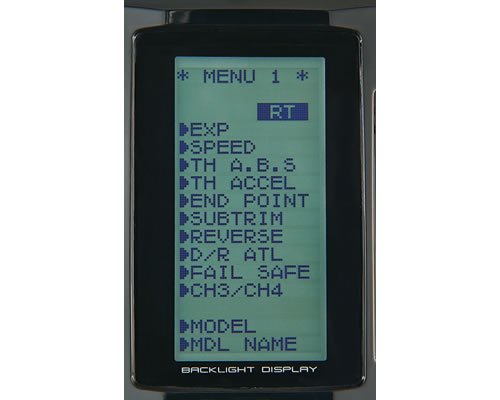 * MENU 1 *
RT
▶EXP
▶SPEED
▶TH A.B.S
▶TH ACCEL
▶END POINT
▶SUBTRIM
▶REVERSE
▶D/R ATL
▶FAIL SAFE
▶CH3/CH4
▶MODEL
▶MDL NAME
BACKLIGHT DISPLAY